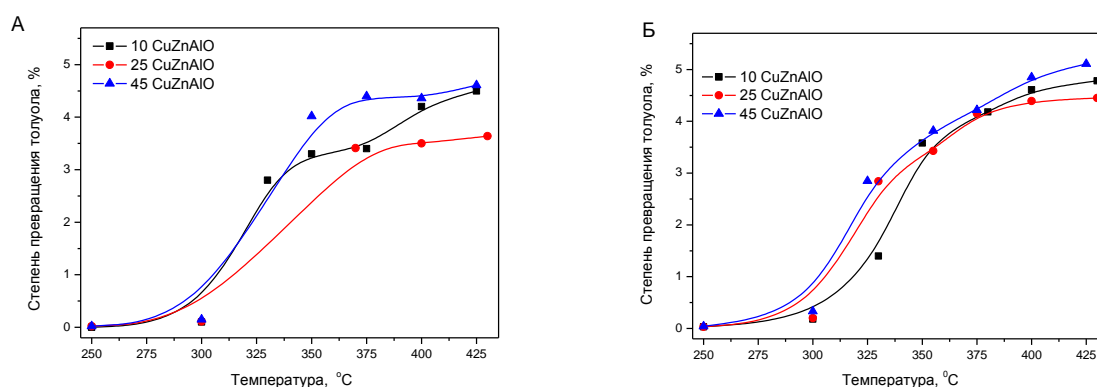 А
10 CuZnAlO
25 CuZnAlO
45 CuZnAlO
Степень превращения толуола, %
5
4
3
2
1
0
250 275 300 325 350 375 400 425
Температура, °C
Б
10 CuZnAlO
25 CuZnAlO
45 CuZnAlO
Степень превращения толуола, %
5
4
3
2
1
0
250 275 300 325 350 375 400 425
Температура, °C